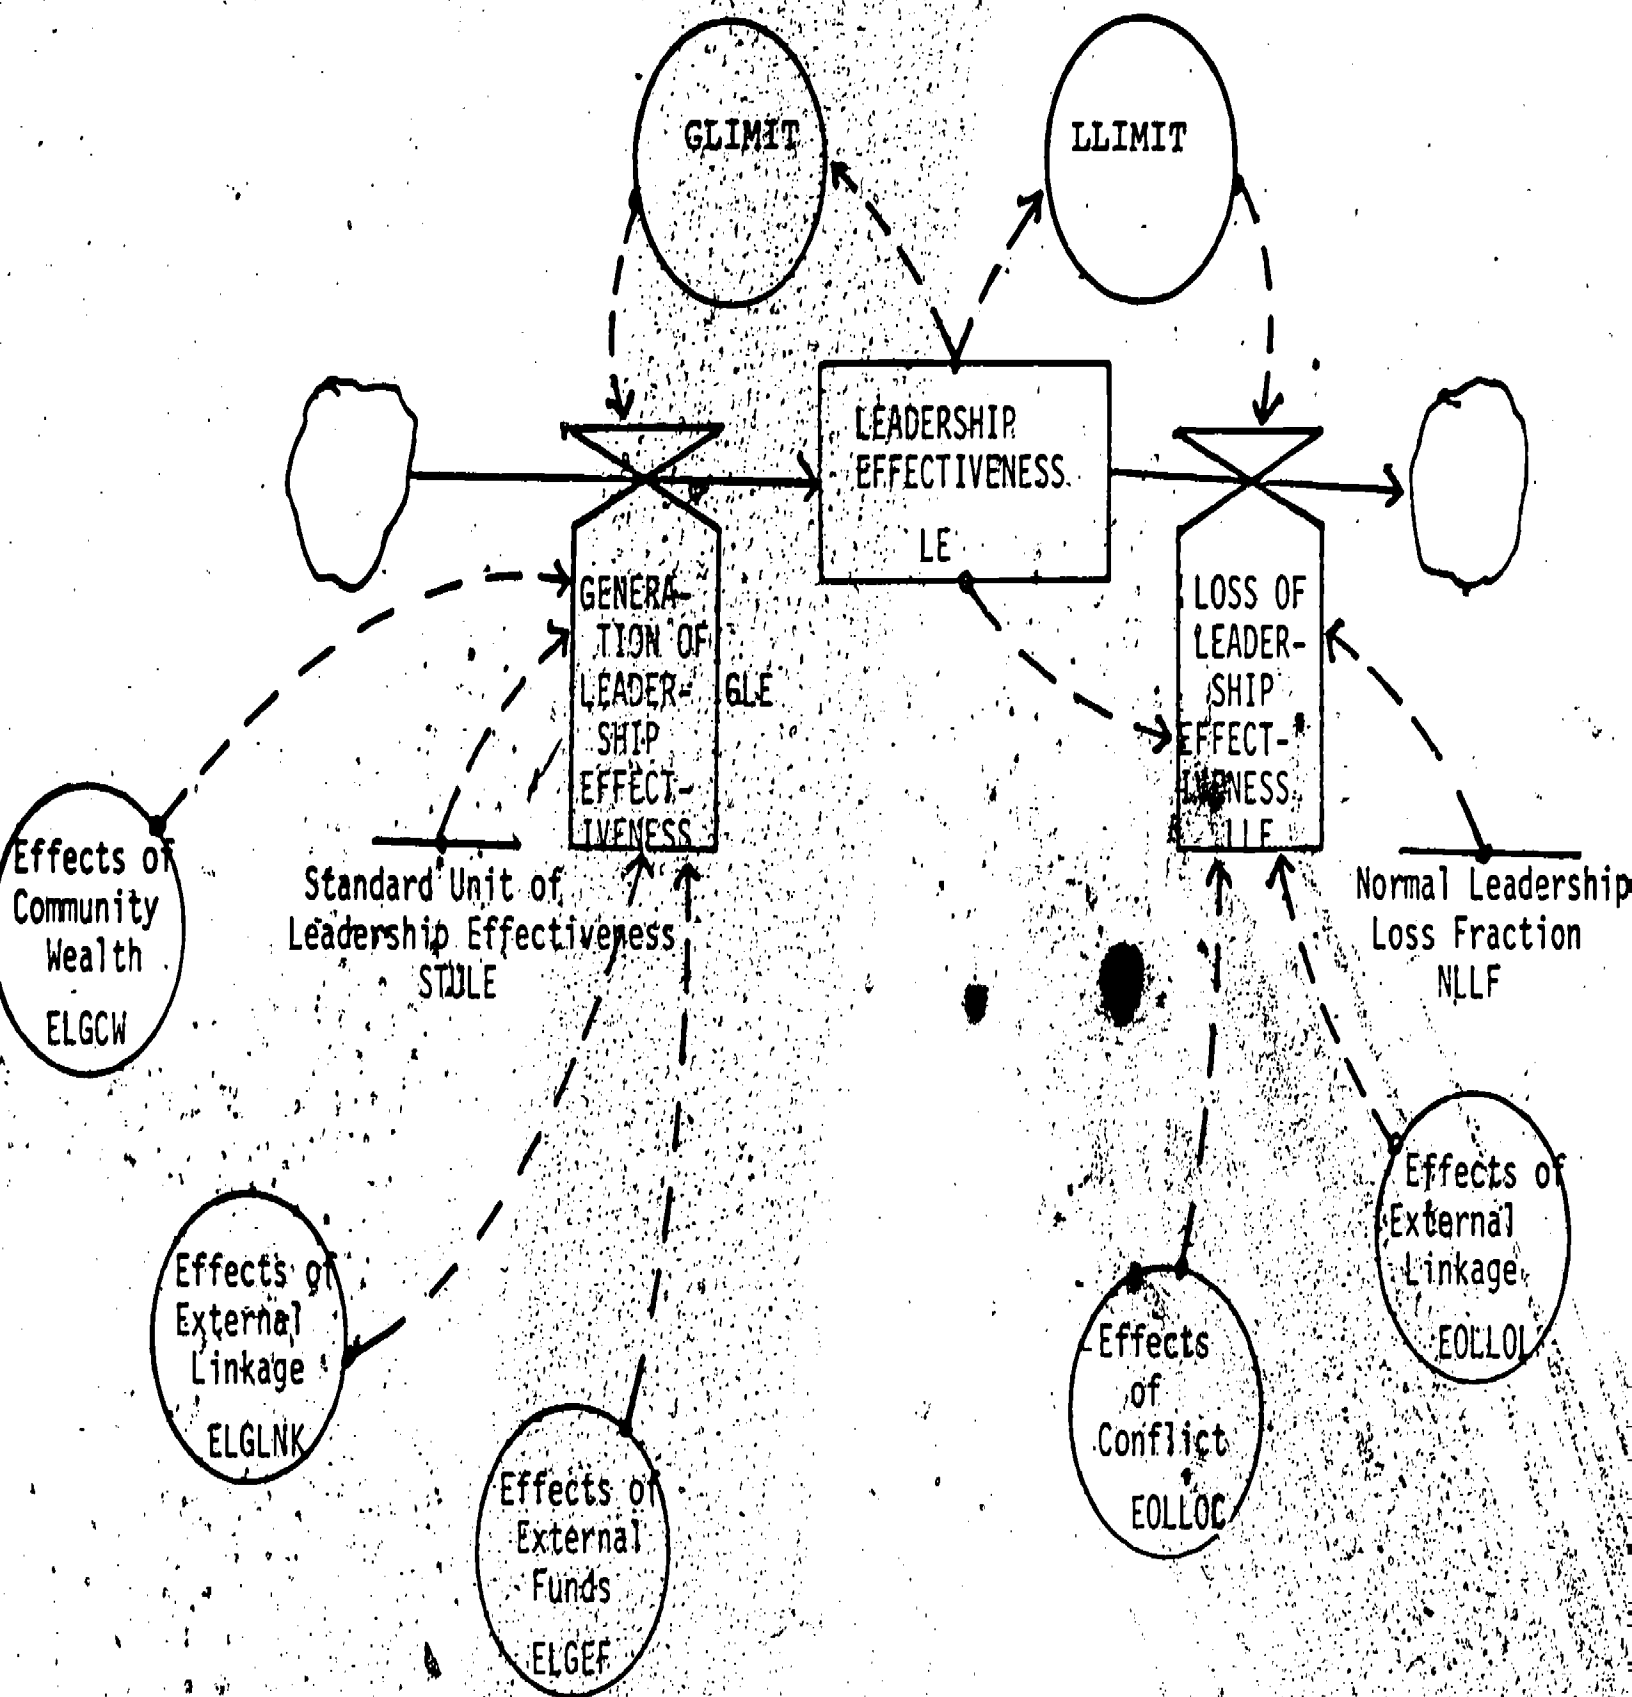 GLIMIT
LLIMIT
LEADERSHIP
EFFECTIVENESS
LE
GENERA-
TION OF
LEADER-
SHIP
EFFECT-
IVENESS
GLE
LOSS OF
LEADER-
SHIP
EFFECT-
IVENESS
LLE
Effects of
Community
Wealth
ELGCW
Standard Unit of
Leadership Effectiveness
STULE
Normal Leadership
Loss Fraction
NLLF
Effects of
External
Linkage
ELGLNK
Effects of
External
Funds
ELGEF
Effects
of
Conflict
EOLLOC
Effects of
External
Linkage
EOLLOL